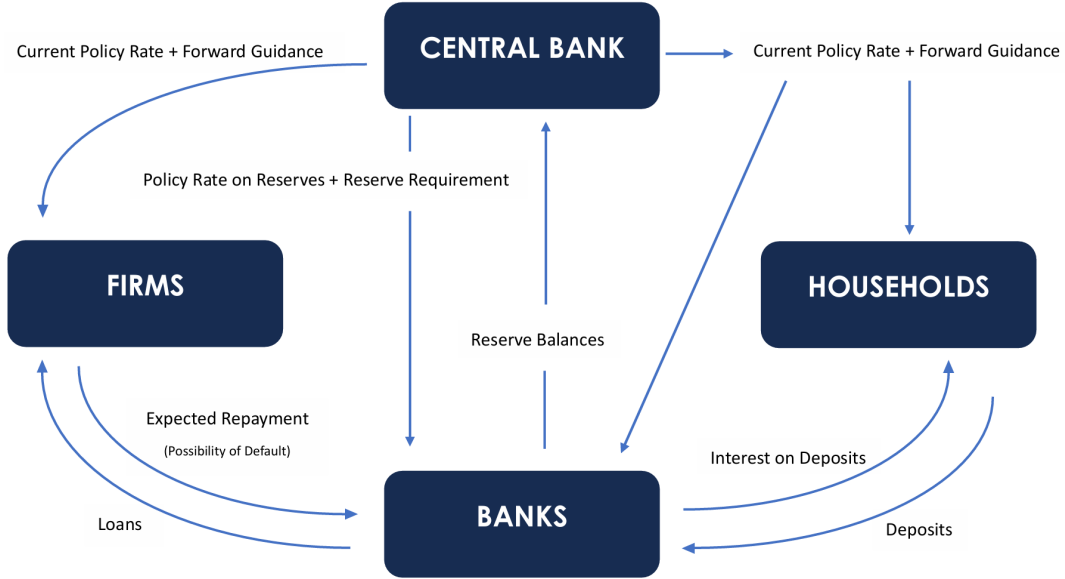 CENTRAL BANK
Current Policy Rate + Forward Guidance
Current Policy Rate + Forward Guidance
Policy Rate on Reserves + Reserve Requirement
FIRMS
HOUSEHOLDS
Reserve Balances
Expected Repayment
(Possibility of Default)
Interest on Deposits
Loans
BANKS
Deposits